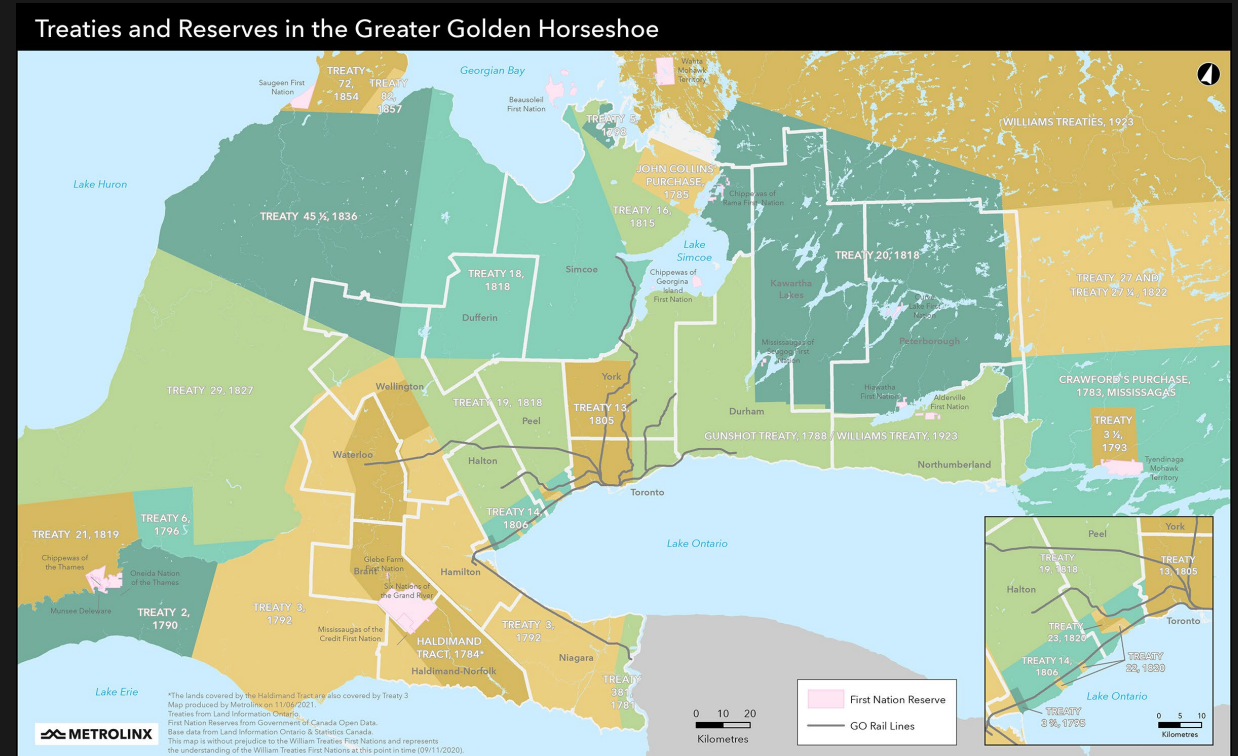 Treaties and Reserves in the Greater Golden Horseshoe
Georgian Bay
Saugeen First
Nation
TREATY
72,
1854
TREATY
82,
1857
Beausoleil
First Nation
Wahta
Mohawk
Territory
TREATY 5,
1798
WILLIAMS TREATIES, 1923
Lake Huron
JOHN COLLINS
PURCHASE,
1785
Chippewas of
Rama First Nation
TREATY 45 ½, 1836
TREATY 16,
1815
Lake
Simcoe
TREATY 20, 1818
TREATY 18,
1818
Simcoe
Chippewas of
Georgina
Island
First Nation
Kawartha
Lakes
TREATY 27 AND
TREATY 27 ¼, 1822
Lake First
Nation
Dufferin
Mississaugas of
Scugog First
Nation
Peterborough
TREATY 29, 1827
Wellington
York
Hiawatha
First Nation
Alderville
First Nation
CRAWFORD'S PURCHASE,
1783, MISSISSAGAS
TREATY 19, 1818
Peel
TREATY 13,
1805
Durham
TREATY
3 ½,
1793
GUNSHOT TREATY, 1788 / WILLIAMS TREATY, 1923
Waterloo
Halton
Northumberland
Tyendinaga
Mohawk
Territory
Toronto
TREATY 14,
1806
TREATY 21, 1819
TREATY 6,
1796
Lake Ontario
Chippewas of
the Thames
Oneida Nation
of the Thames
Munsee Deleware
Glebe Farm
First Nation
Brant
Hamilton
Six Nations of
the Grand River
TREATY 2,
1790
TREATY 3,
1792
Mississaugas of the
Credit First Nation
TREATY 3,
1792
HALDIMAND
TRACT, 1784*
Haldimand-Norfolk
Niagara
TREATY
381,
1781
Lake Erie
*The lands covered by the Haldimand Tract are also covered by Treaty 3
Map produced by Metrolinx on 11/06/2021.
Treaties from Land Information Ontario.
First Nation Reserves from Government of Canada Open Data.
Base data from Land Information Ontario & Statistics Canada.
This map is without prejudice to the William Treaties First Nations and represents
the understanding of the William Treaties First Nations at this point in time (09/11/2020).
METROLINX
0 10 20
Kilometres
First Nation Reserve
GO Rail Lines
York
Peel
TREATY
19, 1818
TREATY
13, 1805
Halton
Toronto
TREATY
23, 1820
TREATY 14,
1806
TREATY
22, 1820
Lake Ontario
TREATY
3 ¾, 1795
0 5 10
Kilometres